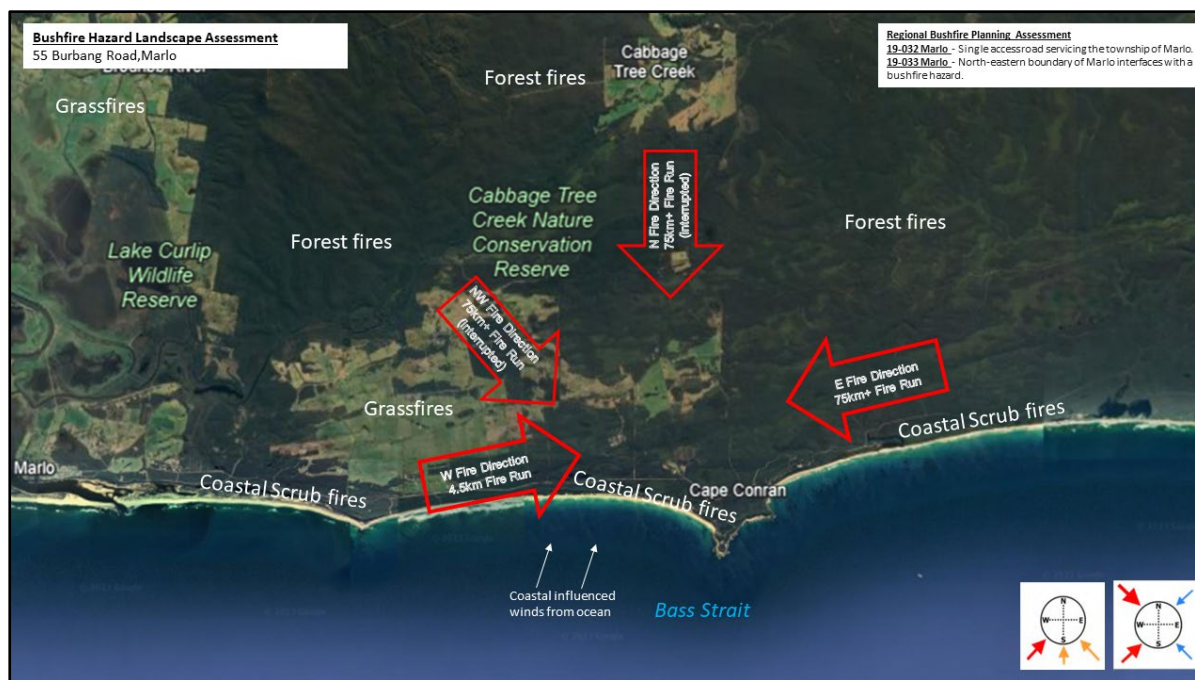 Bushfire Hazard Landscape Assessment
55 Burbang Road,Marlo
Regional Bushfire Planning Assessment
19-032 Marlo - Single access road servicing the township of Marlo.
19-033 Marlo - North-eastern boundary of Marlo interfaces with a
bushfire hazard.
Cabbage
Tree Creek
Forest fires
Grassfires
N Fire Direction
75km+ Fire Run
(Interrupted)
Cabbage Tree
Creek Nature
Conservation
Reserve
Forest fires
Forest fires
Lake Curlip
Wildlife
Reserve
NW Fire Direction
75km+ Fire Run
(Interrupted)
E Fire Direction
75km+ Fire Run
Grassfires
Coastal Scrub fires
Marlo
W Fire Direction
4.5km Fire Run
Coastal Scrub fires
Coastal Scrub fires
Cape Conran
Coastal influenced
winds from ocean
Bass Strait
N
W E
S
N
W E
S